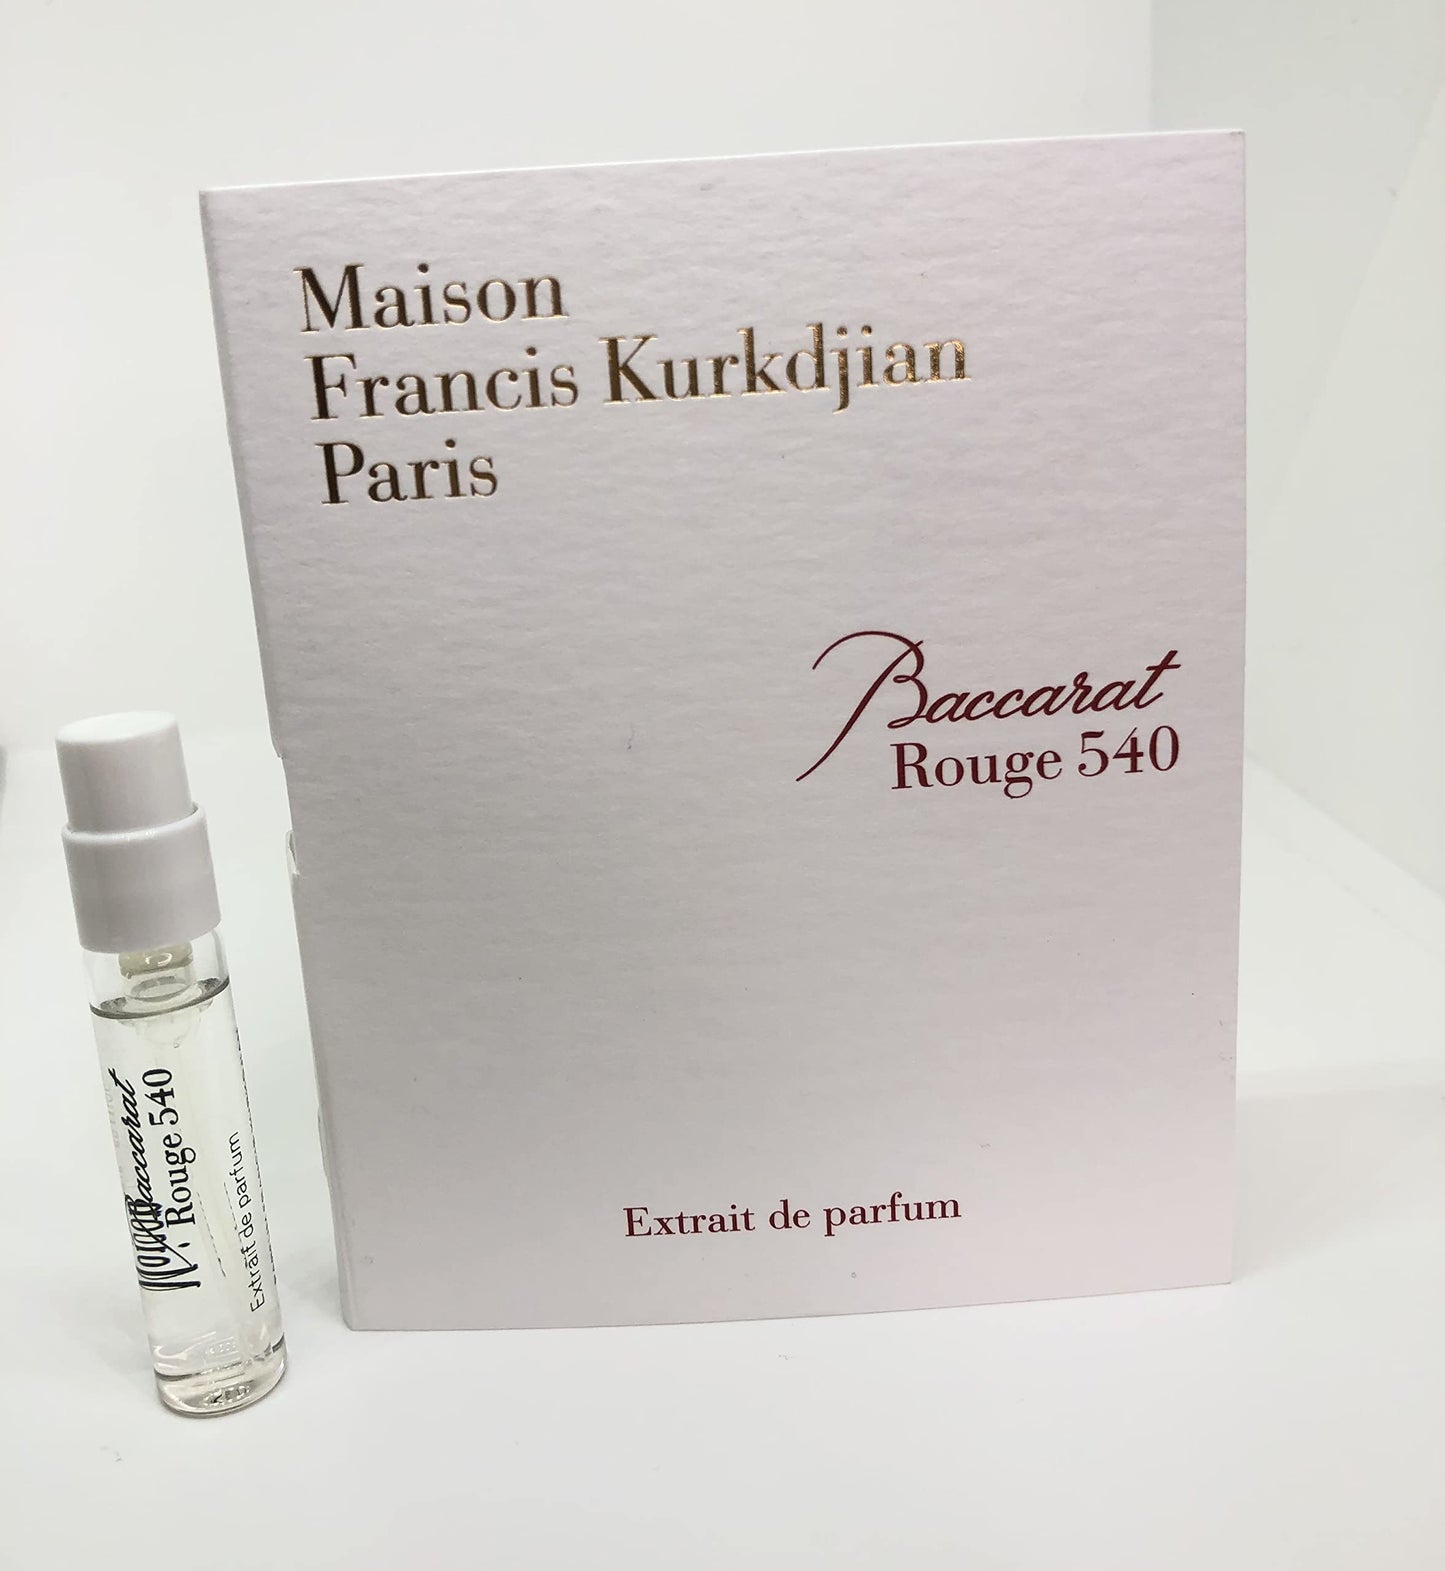 Maison
Francis Kurkdjian
Paris
Baccarat
Rouge 540
Extrait de parfum
Baccarat
Rouge 540
Extrait de parfum